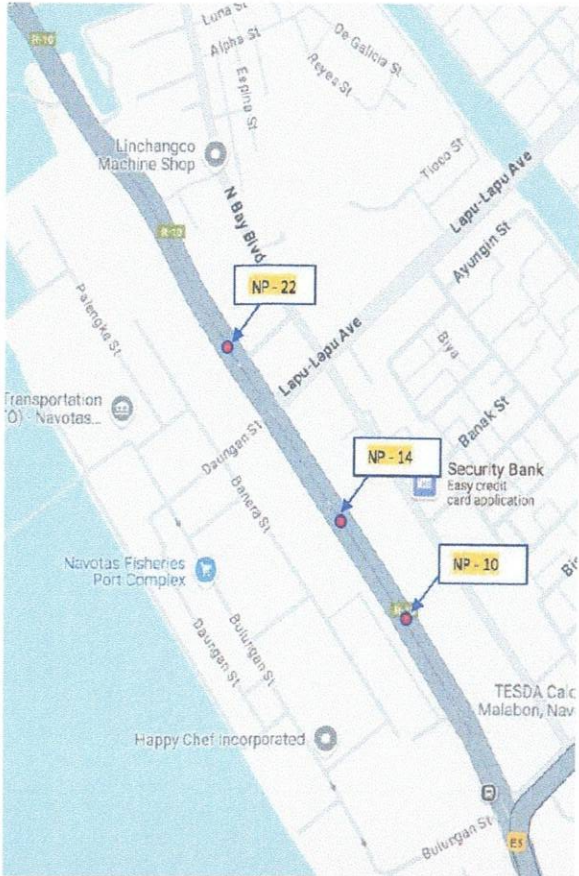 Luna St
R-10
Alpha St
De Galicia St
Reyes St
Espina St
Linchangco
Machine Shop
Tioco St
Lapu-Lapu Ave
N Bay Blvd
R-10
Ayungin St
NP - 22
Palengke St
Biya
Lapu-Lapu Ave
Transportation
O) - Navotas...
Banak St
Daungan St
NP - 14
Security Bank
Easy credit
card application
Banera St
NP - 10
Navotas Fisheries
Port Complex
Bulungan St
Daungan St
TESDA Calc
Malabon, Nav
Happy Chef Incorporated
Bulungan St
E5